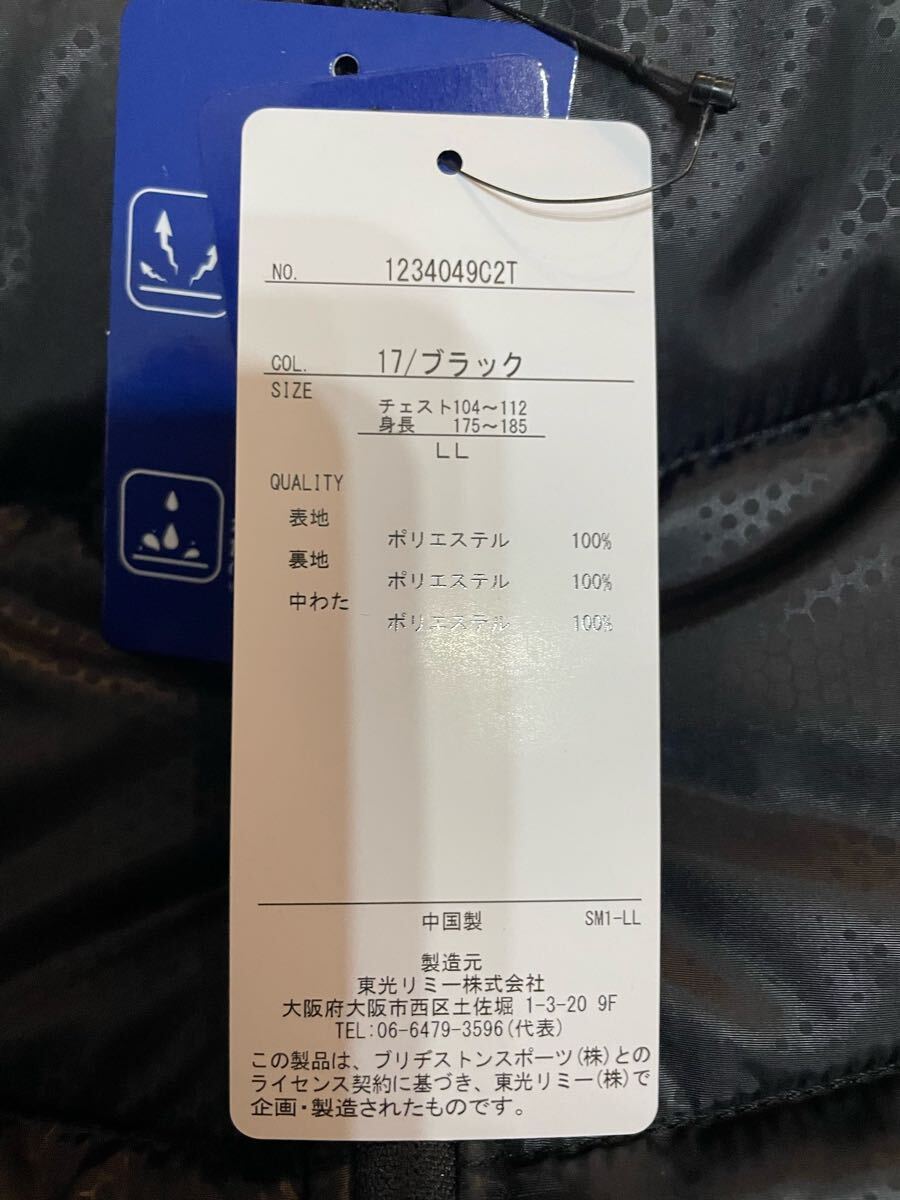 NO. 1234049C2T
COL. 17/ブラック
SIZE
チェスト104～112
身長 175～185
LL
QUALITY
表地 ポリエステル 100%
裏地 ポリエステル 100%
中わた ポリエステル 100%
中国製 SM1-LL
製造元
東光リミー株式会社
大阪府大阪市西区土佐堀 1-3-20 9F
TEL:06-6479-3596(代表)
この製品は、ブリヂストンスポーツ(株)との
ライセンス契約に基づき、東光リミー(株)で
企画・製造されたものです。